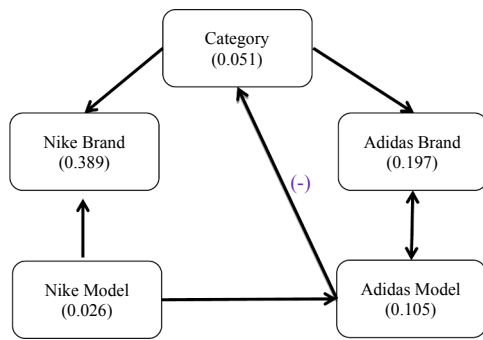 Category
(0.051)
Nike Brand
(0.389)
Adidas Brand
(0.197)
(-)
Nike Model
(0.026)
Adidas Model
(0.105)